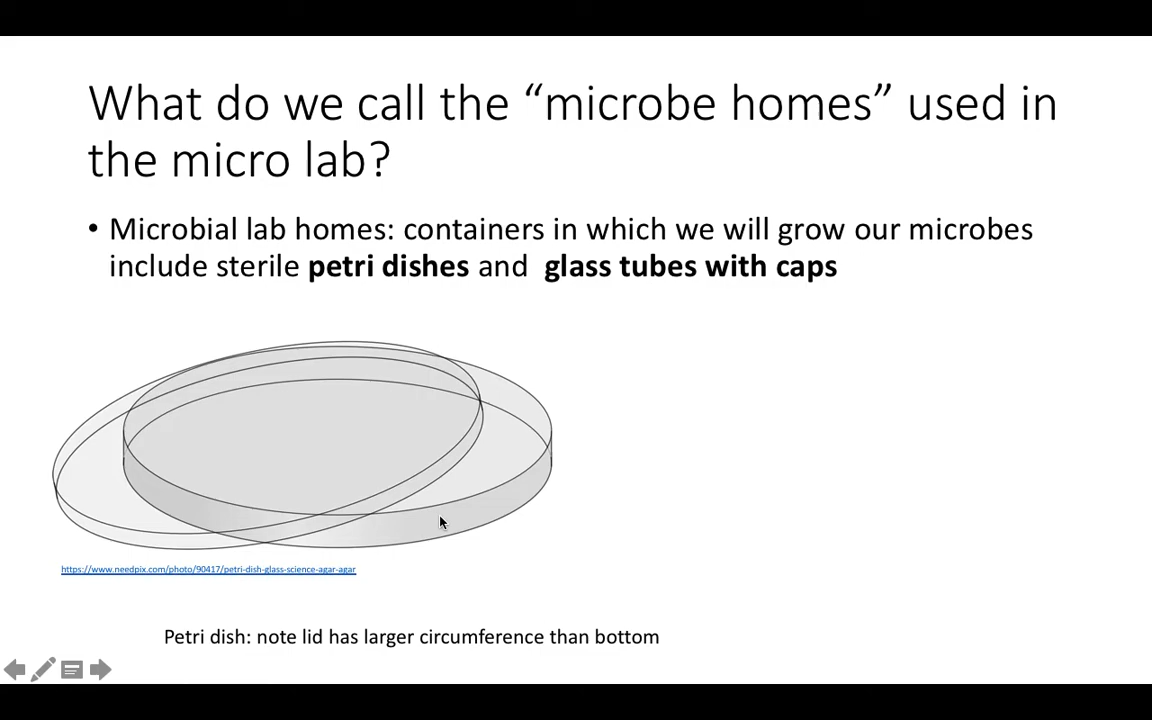 What do we call the “microbe homes” used in
the micro lab?
• Microbial lab homes: containers in which we will grow our microbes
include sterile petri dishes and  glass tubes with caps
https://www.needpix.com/photo/90417/petri-dish-glass-science-agar-agar
Petri dish: note lid has larger circumference than bottom